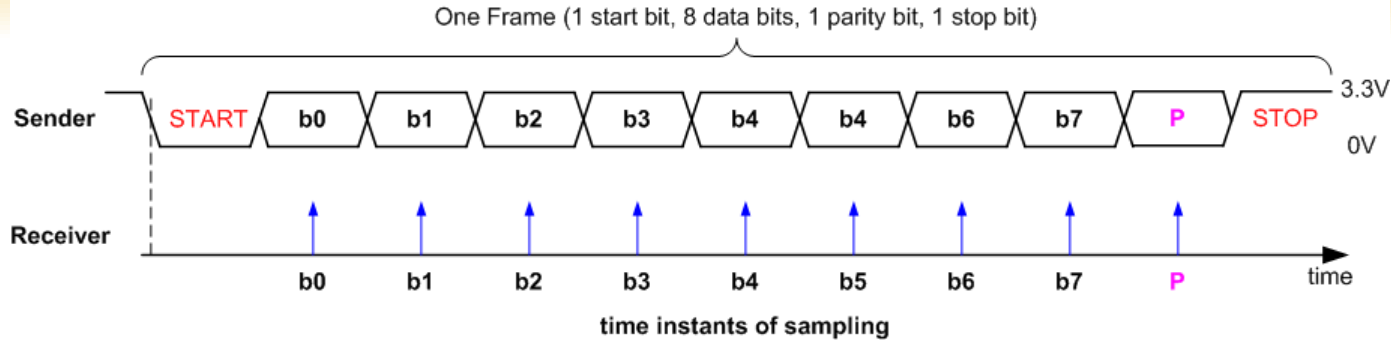 One Frame (1 start bit, 8 data bits, 1 parity bit, 1 stop bit)
3.3V
Sender START b0 b1 b2 b3 b4 b4 b6 b7 P STOP
0V
Receiver
b0 b1 b2 b3 b4 b5 b6 b7 P time
time instants of sampling